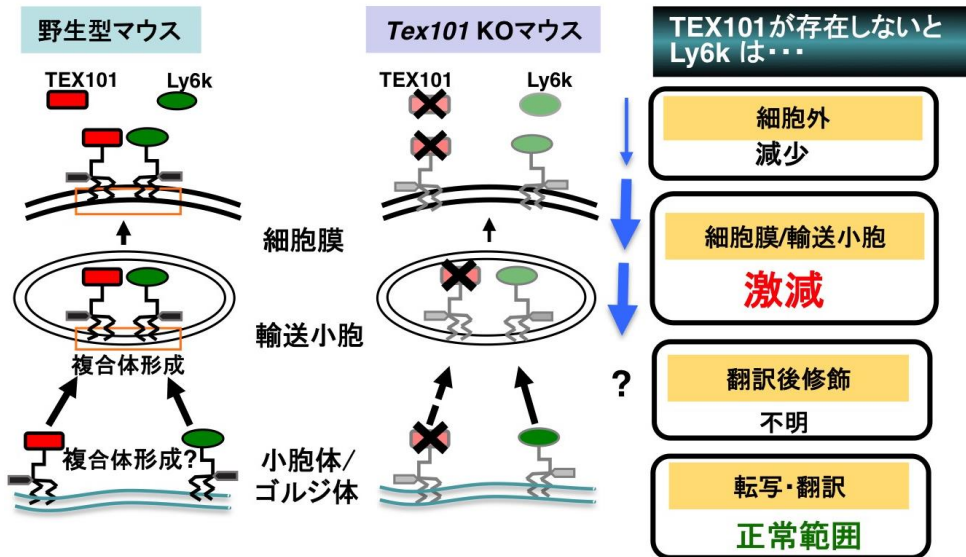 野生型マウス
TEX101
Ly6k
細胞膜
輸送小胞
複合体形成
複合体形成?
小胞体/
ゴルジ体
Tex101 KOマウス
TEX101
Ly6k
?
TEX101が存在しないと
Ly6k は・・・
細胞外
減少
細胞膜/輸送小胞
激減
翻訳後修飾
不明
転写・翻訳
正常範囲